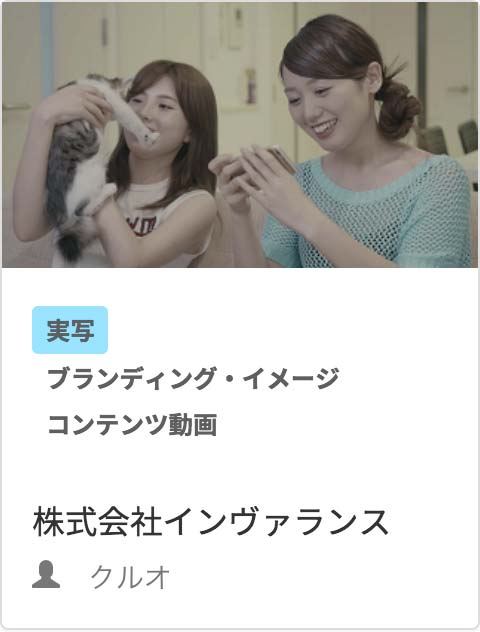 実写
ブランディング・イメージ
コンテンツ動画
株式会社インヴァランス
クルオ